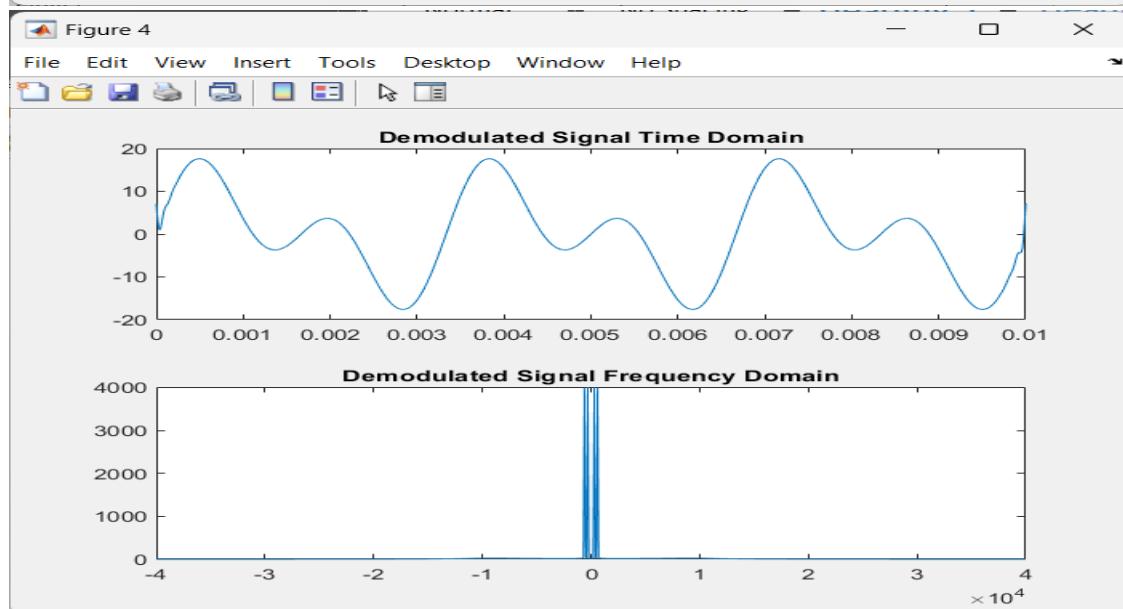 Figure 4
File Edit View Insert Tools Desktop Window Help
Demodulated Signal Time Domain
20
10
0
-10
-20
0 0.001 0.002 0.003 0.004 0.005 0.006 0.007 0.008 0.009 0.01
Demodulated Signal Frequency Domain
4000
3000
2000
1000
0
-4 -3 -2 -1 0 1 2 3 4
×10⁴